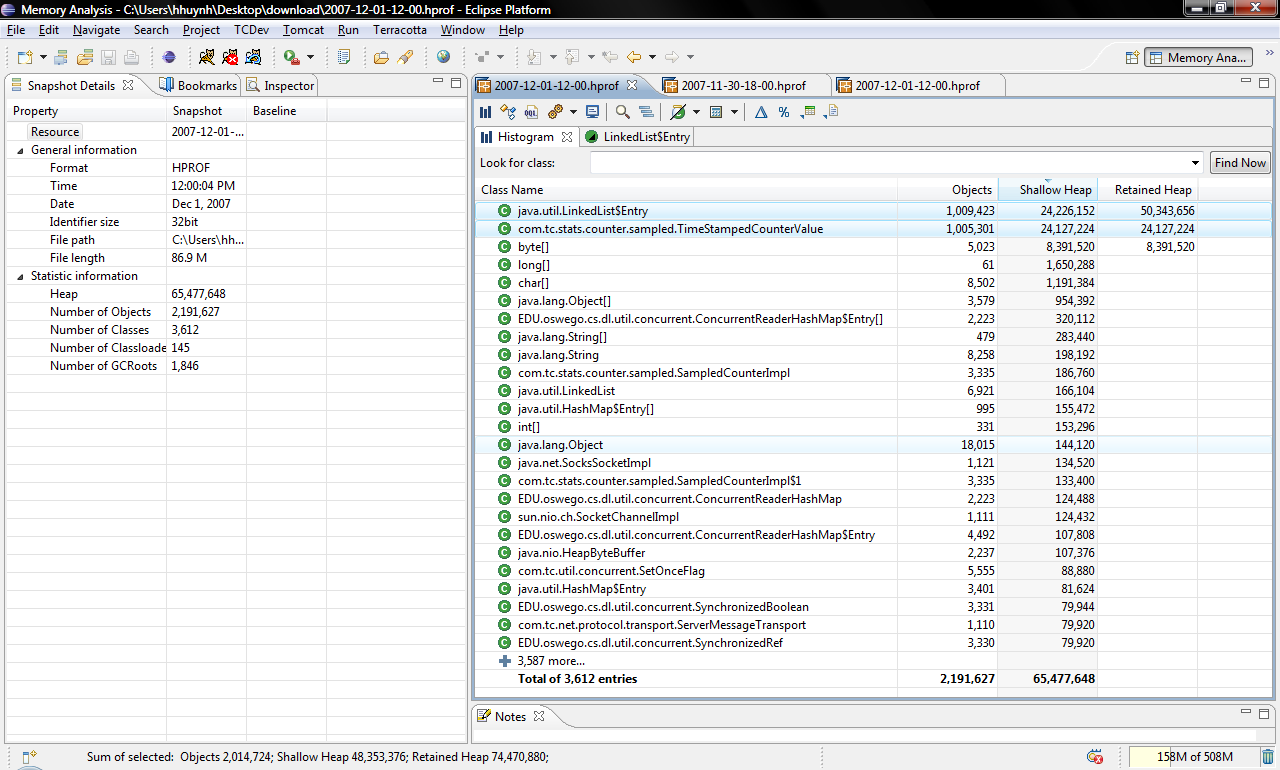 Memory Analysis - C:\Users\hhuynh\Desktop\download\2007-12-01-12-00.hprof - Eclipse Platform
File Edit Navigate Search Project TCDev Tomcat Run Terracotta Window Help
Memory Ana...
Snapshot Details Bookmarks Inspector
Property Snapshot Baseline
Resource 2007-12-01-...
General information
Format HPROF
Time 12:00:04 PM
Date Dec 1, 2007
Identifier size 32bit
File path C:\Users\hh...
File length 86.9 M
Statistic information
Heap 65,477,648
Number of Objects 2,191,627
Number of Classes 3,612
Number of Classloade 145
Number of GCRoots 1,846
2007-12-01-12-00.hprof 2007-11-30-18-00.hprof 2007-12-01-12-00.hprof
Histogram LinkedList$Entry
Look for class: Find Now
Class Name Objects Shallow Heap Retained Heap
java.util.LinkedList$Entry 1,009,423 24,226,152 50,343,656
com.tc.stats.counter.sampled.TimeStampedCounterValue 1,005,301 24,127,224 24,127,224
byte[] 5,023 8,391,520 8,391,520
long[] 61 1,650,288
char[] 8,502 1,191,384
java.lang.Object[] 3,579 954,392
EDU.oswego.cs.dl.util.concurrent.ConcurrentReaderHashMap$Entry[] 2,223 320,112
java.lang.String[] 479 283,440
java.lang.String 8,258 198,192
com.tc.stats.counter.sampled.SampledCounterImpl 3,335 186,760
java.util.LinkedList 6,921 166,104
java.util.HashMap$Entry[] 995 155,472
int[] 331 153,296
java.lang.Object 18,015 144,120
java.net.SocksSocketImpl 1,121 134,520
com.tc.stats.counter.sampled.SampledCounterImpl$1 3,335 133,400
EDU.oswego.cs.dl.util.concurrent.ConcurrentReaderHashMap 2,223 124,488
sun.nio.ch.SocketChannelImpl 1,111 124,432
EDU.oswego.cs.dl.util.concurrent.ConcurrentReaderHashMap$Entry 4,492 107,808
java.nio.HeapByteBuffer 2,237 107,376
com.tc.util.concurrent.SetOnceFlag 5,555 88,880
java.util.HashMap$Entry 3,401 81,624
EDU.oswego.cs.dl.util.concurrent.SynchronizedBoolean 3,331 79,944
com.tc.net.protocol.transport.ServerMessageTransport 1,110 79,920
EDU.oswego.cs.dl.util.concurrent.SynchronizedRef 3,330 79,920
3,587 more...
Total of 3,612 entries 2,191,627 65,477,648
Notes
Sum of selected: Objects 2,014,724; Shallow Heap 48,353,376; Retained Heap 74,470,880;
158M of 508M